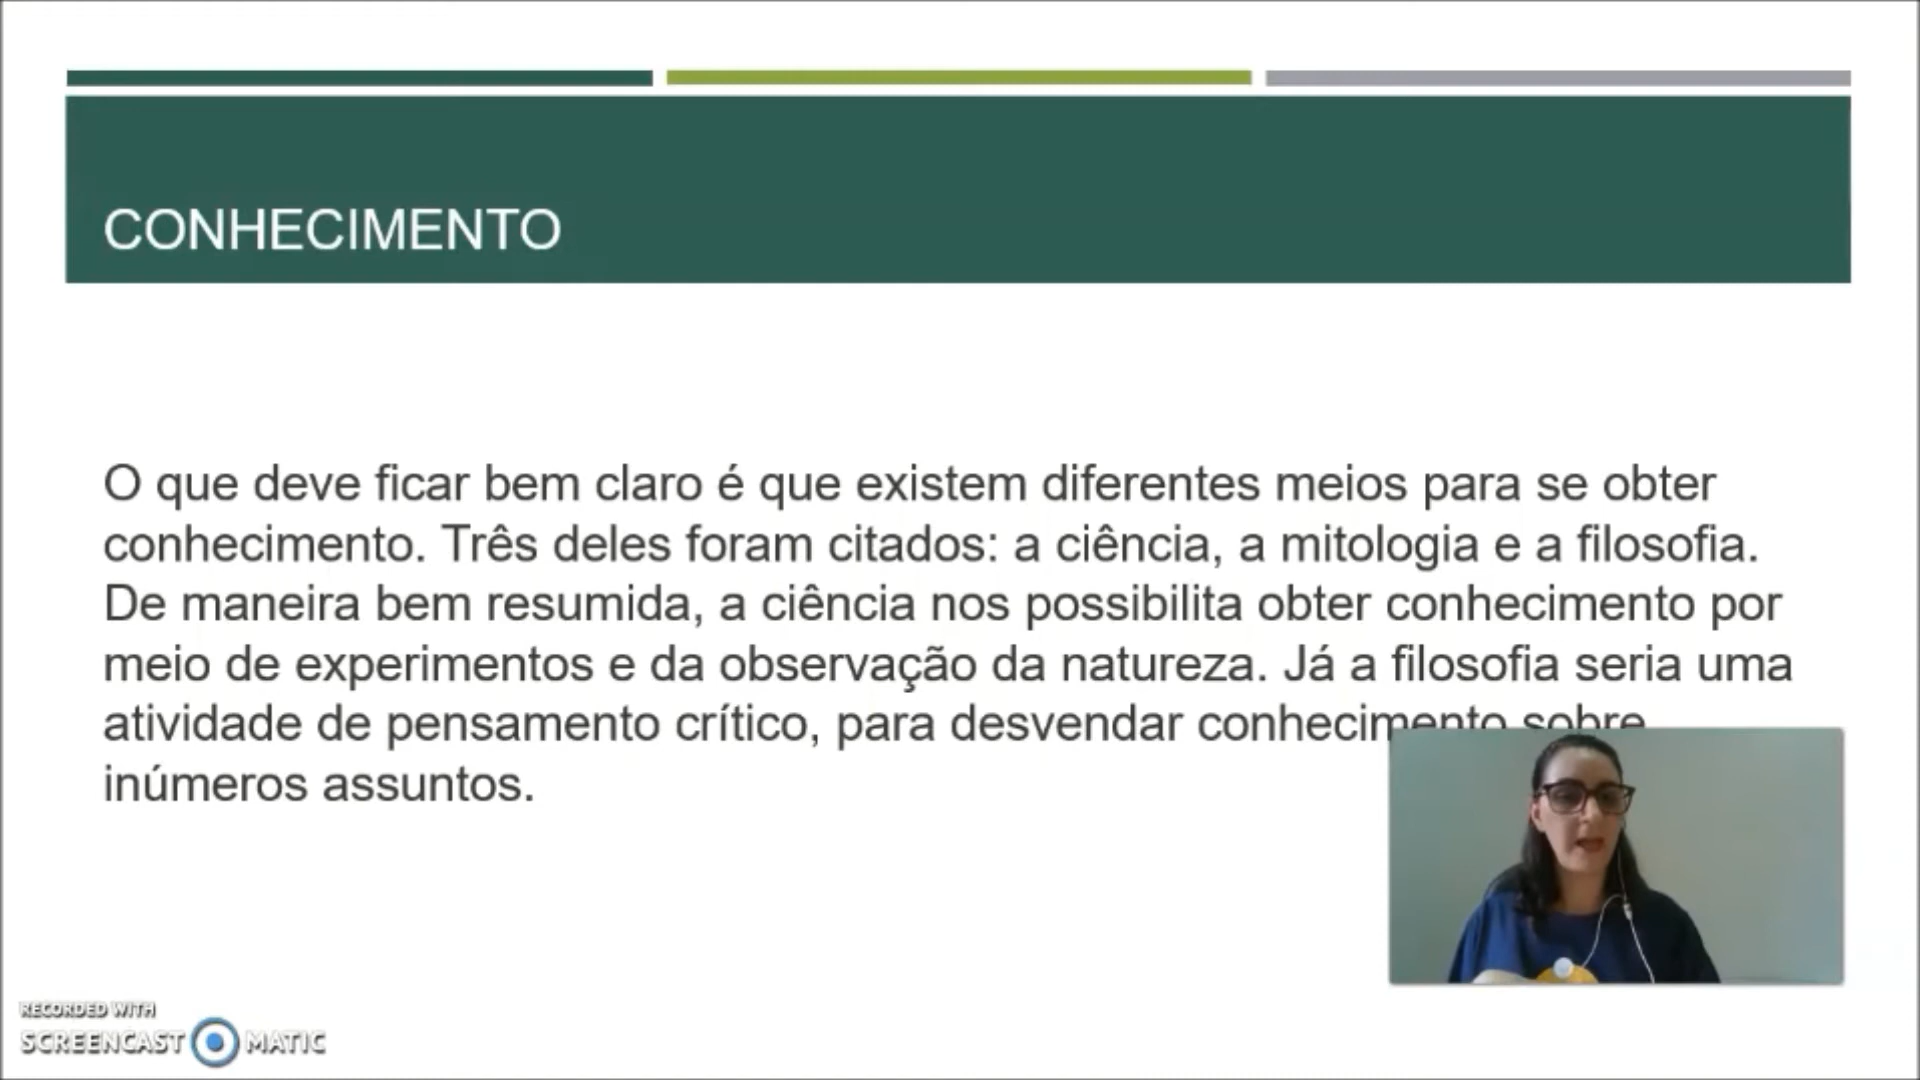 CONHECIMENTO
O que deve ficar bem claro é que existem diferentes meios para se obter
conhecimento. Três deles foram citados: a ciência, a mitologia e a filosofia.
De maneira bem resumida, a ciência nos possibilita obter conhecimento por
meio de experimentos e da observação da natureza. Já a filosofia seria uma
atividade de pensamento crítico, para desvendar conhecimento sobre
inúmeros assuntos.
RECORDED WITH
SCREENCAST MATIC